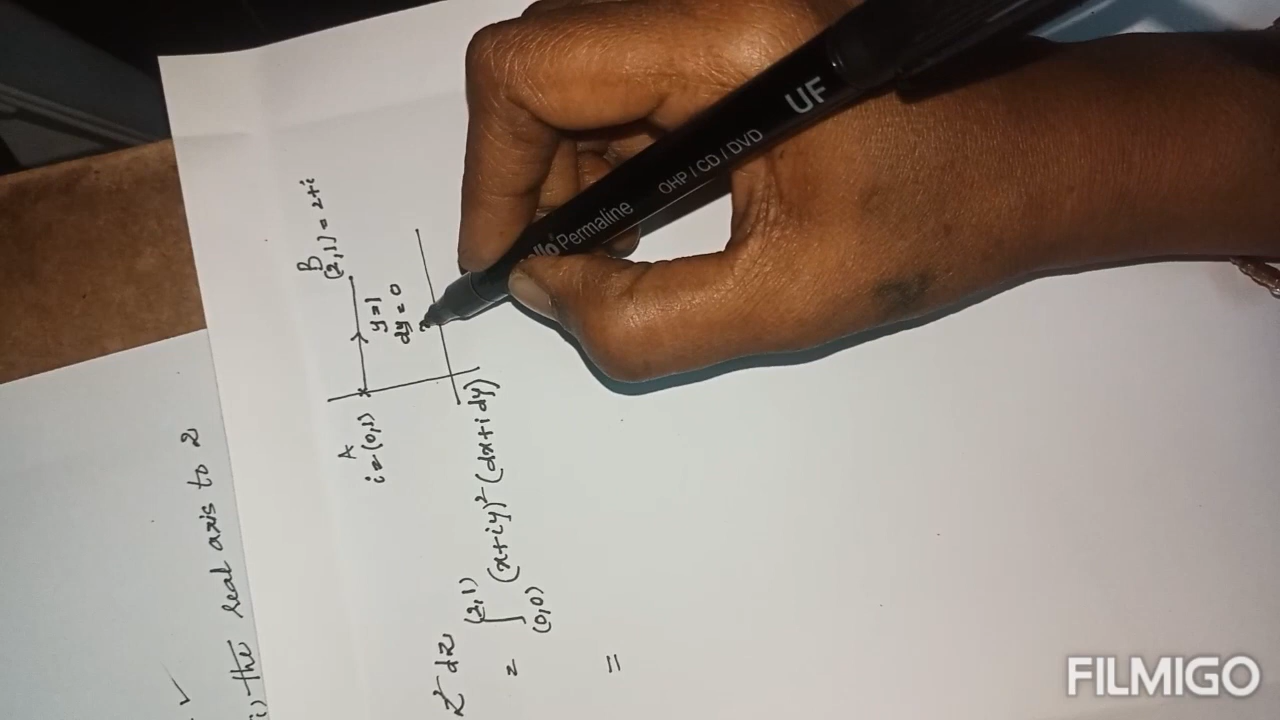 i) the real axis to 2
A
i = (0,1)
B
(2,1) = 2+i
y=1
dy = 0
z² dz
= ∫ (2,1) (0,0) (x+iy)² (dx+idy)
=
Permaline
OHP / CD / DVD
UF
FILMIGO